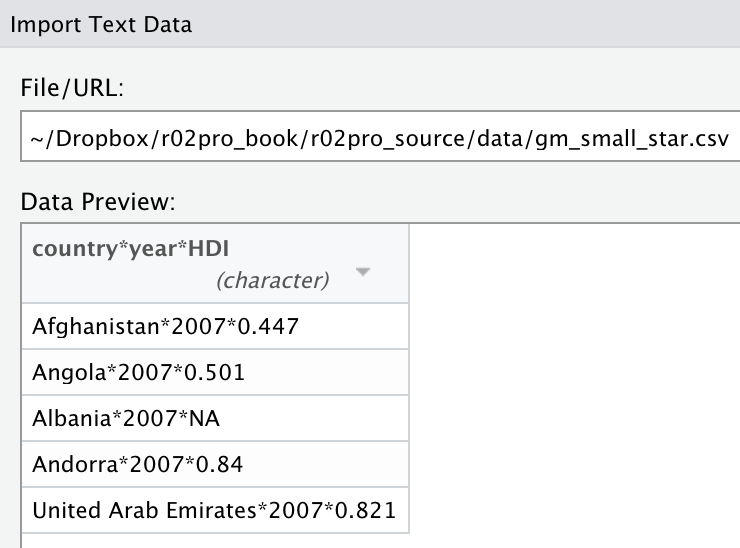 Import Text Data
File/URL:
~/Dropbox/r02pro_book/r02pro_source/data/gm_small_star.csv
Data Preview:
country*year*HDI
(character)
Afghanistan*2007*0.447
Angola*2007*0.501
Albania*2007*NA
Andorra*2007*0.84
United Arab Emirates*2007*0.821